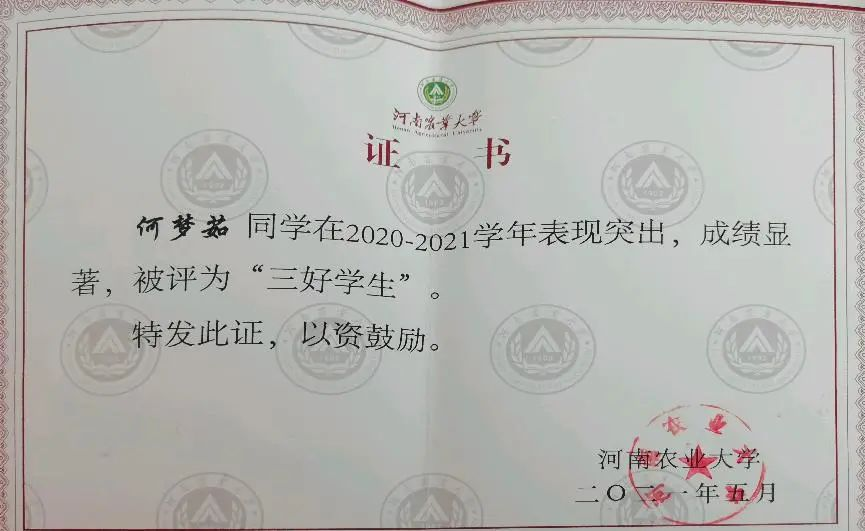 河南农业大学
Henan Agricultural University
证 书
何梦茹 同学在2020-2021学年表现突出，成绩显
著，被评为“三好学生”。
特发此证，以资鼓励。
河南农业大学
二〇二一年五月